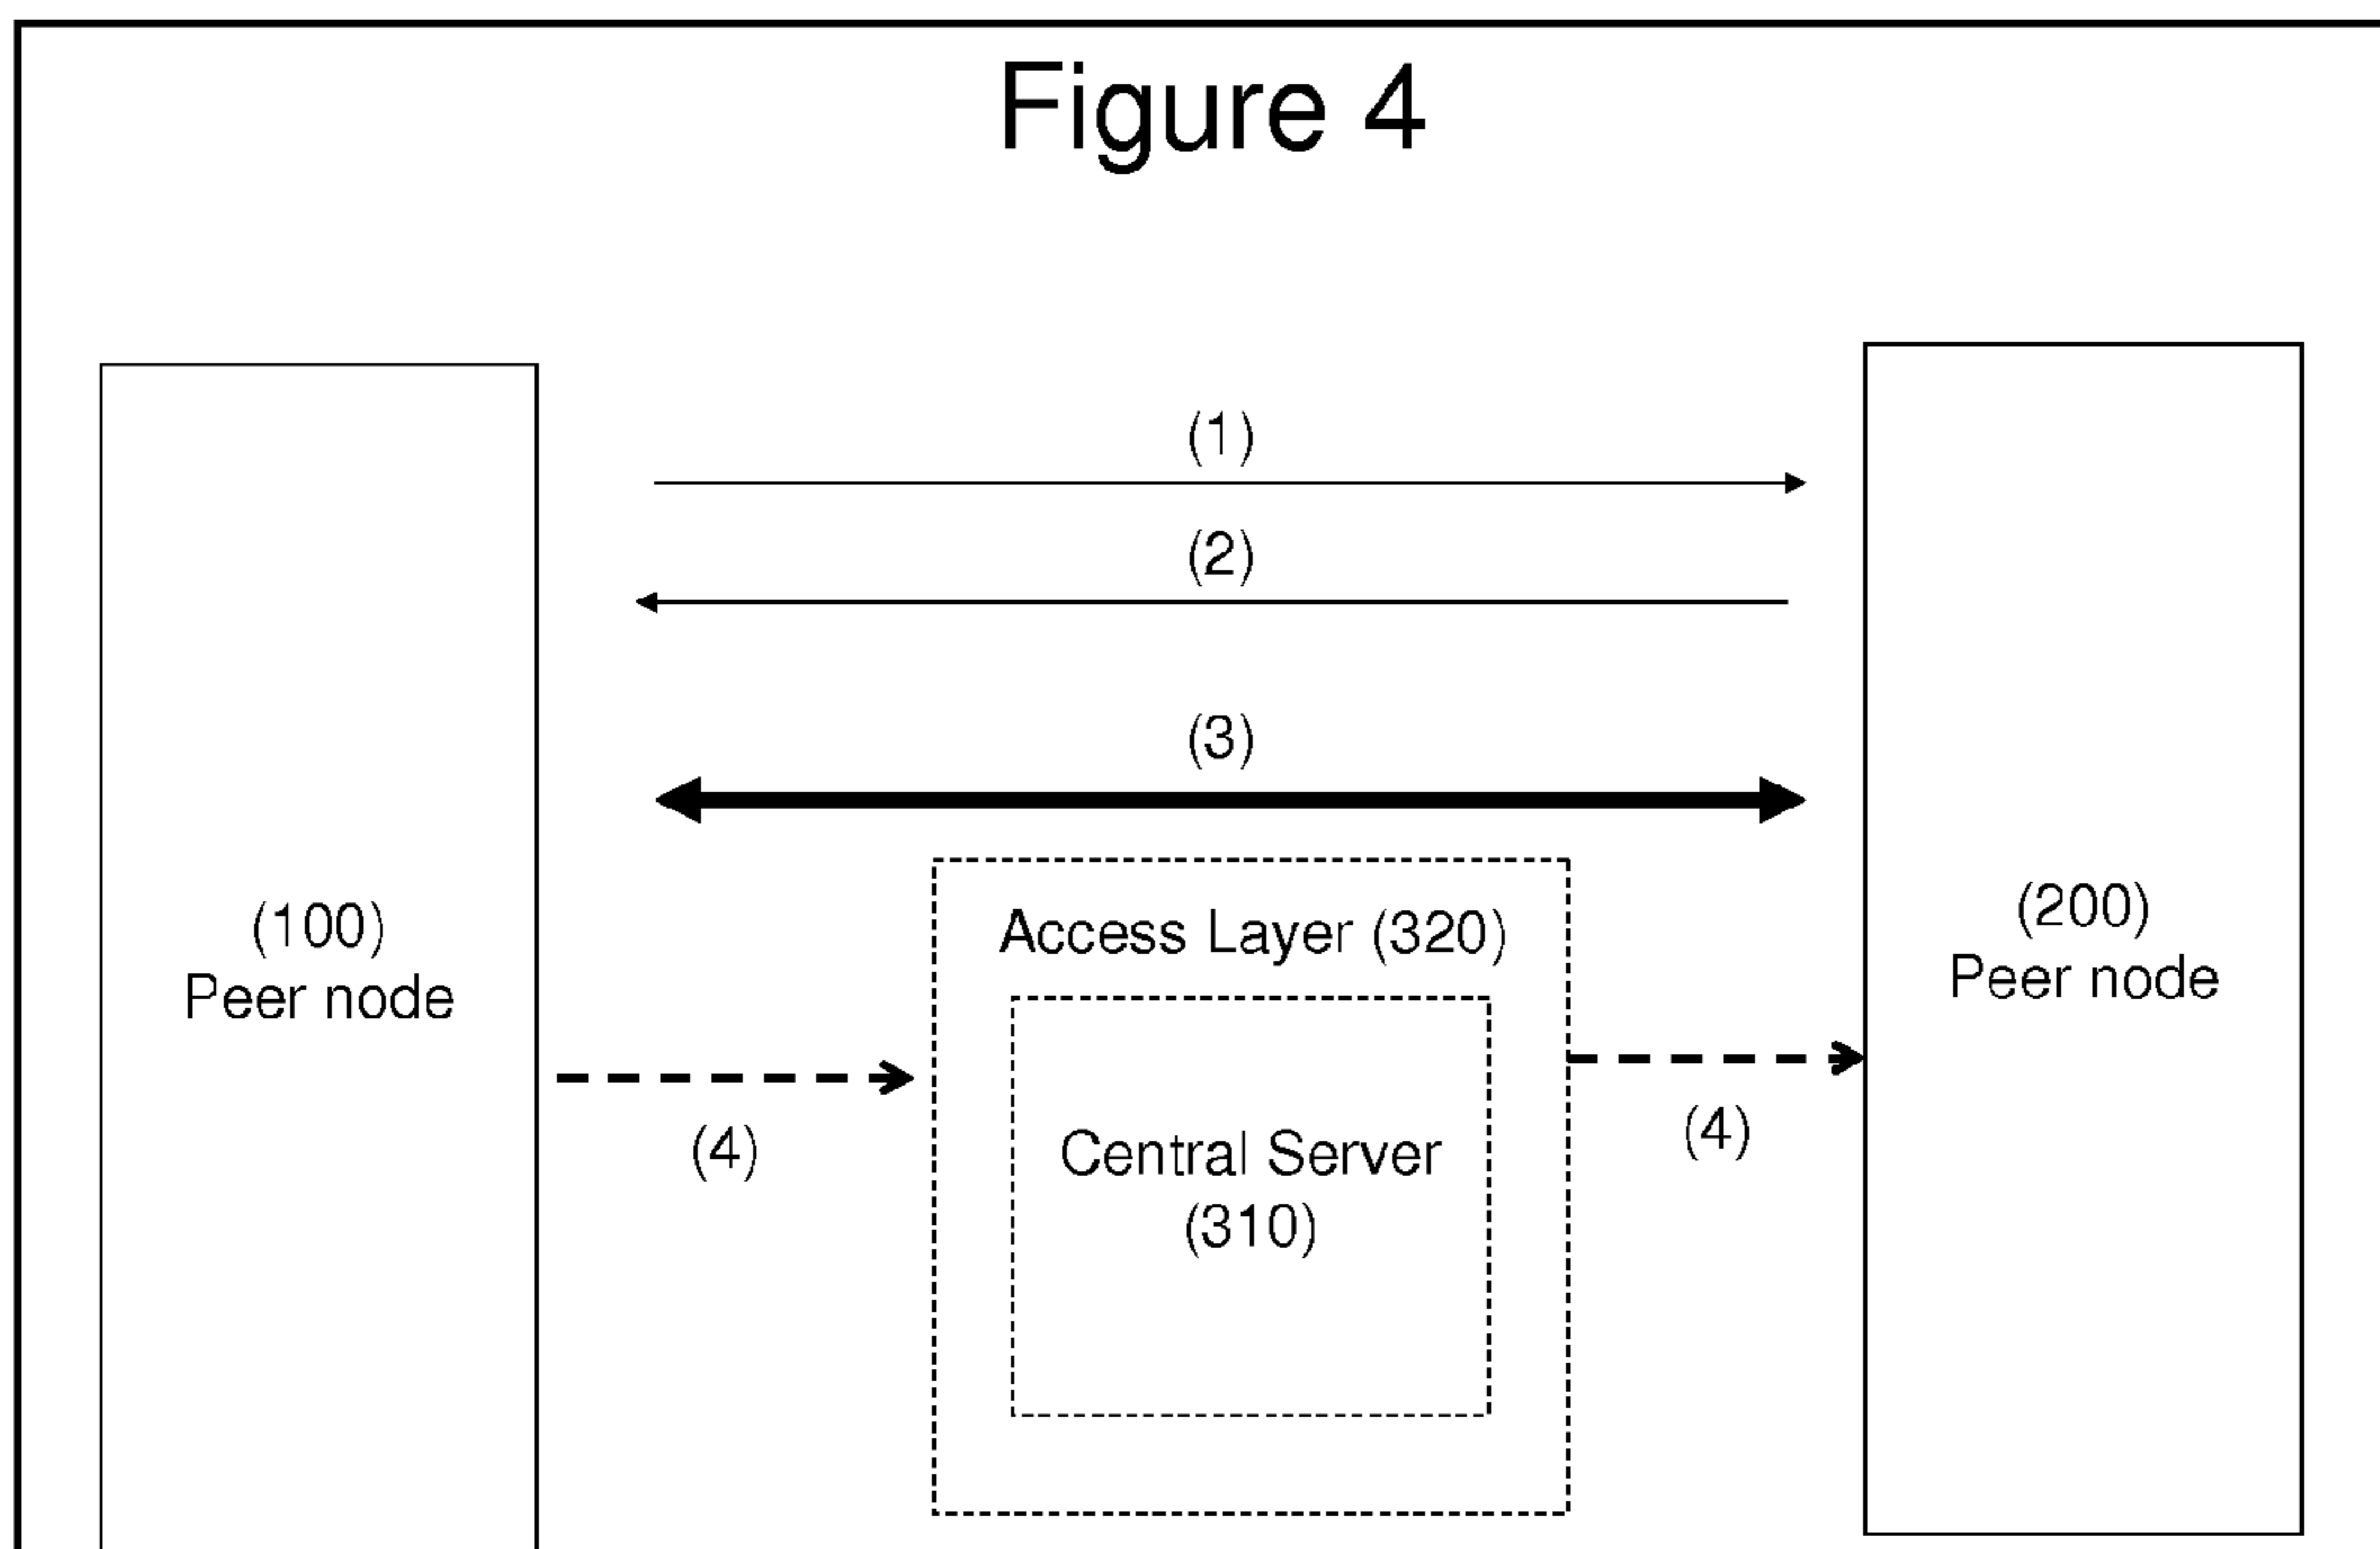 Figure 4
(1)
(2)
(3)
(100)
Peer node
Access Layer (320)
Central Server
(310)
(200)
Peer node
(4)
(4)